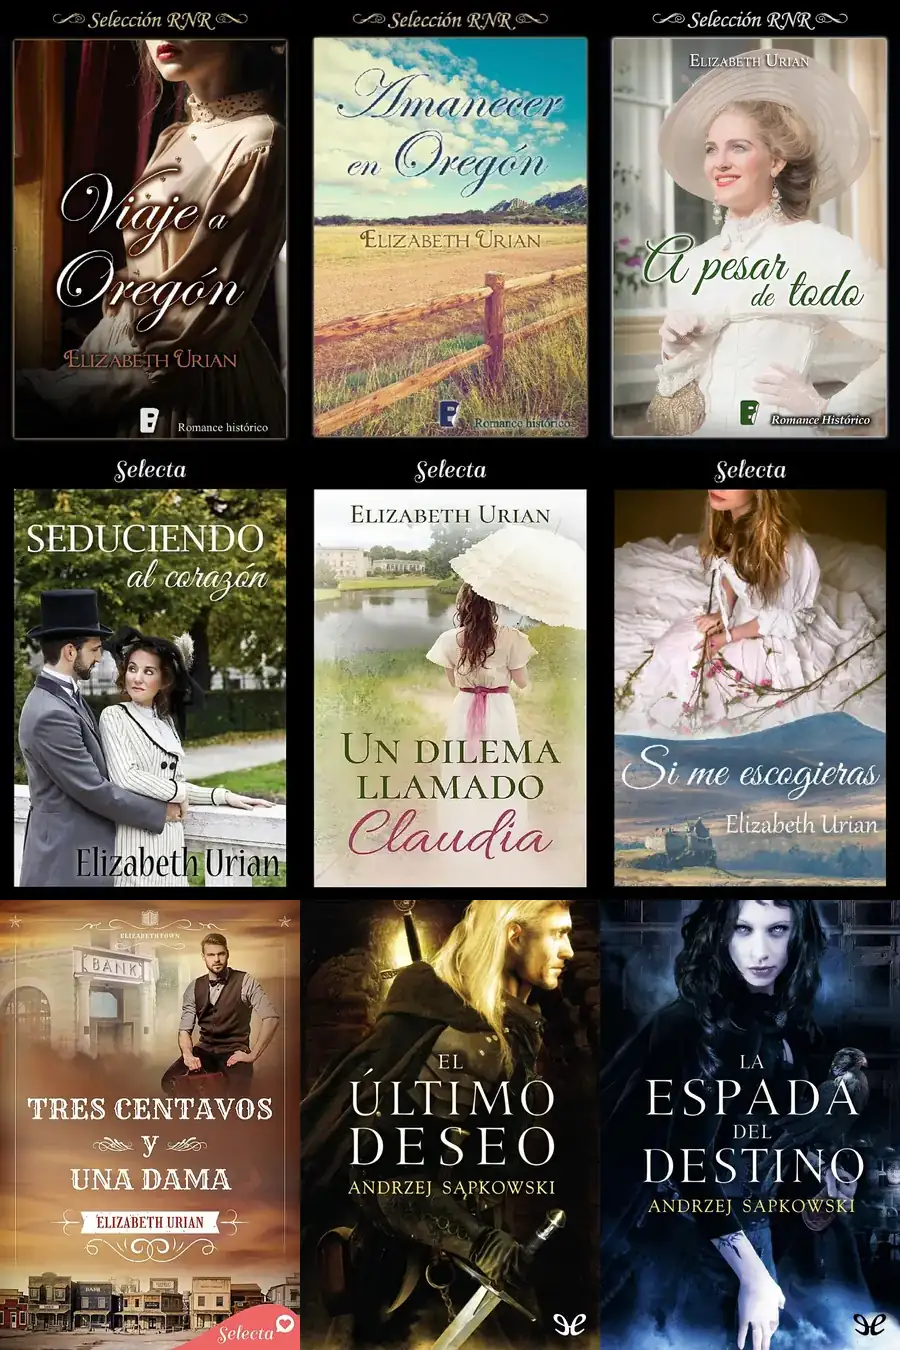 Selección RNR
Viaje a
Oregón
Elizabeth Urian
Romance histórico
Selección RNR
Amanecer
en Oregón
Elizabeth Urian
Romance histórico
Selección RNR
Elizabeth Urian
A pesar
de todo
Romance Histórico
Selecta
SEDUCIENDO
al corazón
Elizabeth Urian
Selecta
Elizabeth Urian
Un dilema
llamado
Claudia
Selecta
Si me escogieras
Elizabeth Urian
ELIZABETHTOWN
BANK
TRES CENTAVOS
y
UNA DAMA
ELIZABETH URIAN
BANK
Selecta
EL
ÚLTIMO
DESEO
ANDRZEJ SAPKOWSKI
LA
ESPADA
DEL
DESTINO
ANDRZEJ SAPKOWSKI